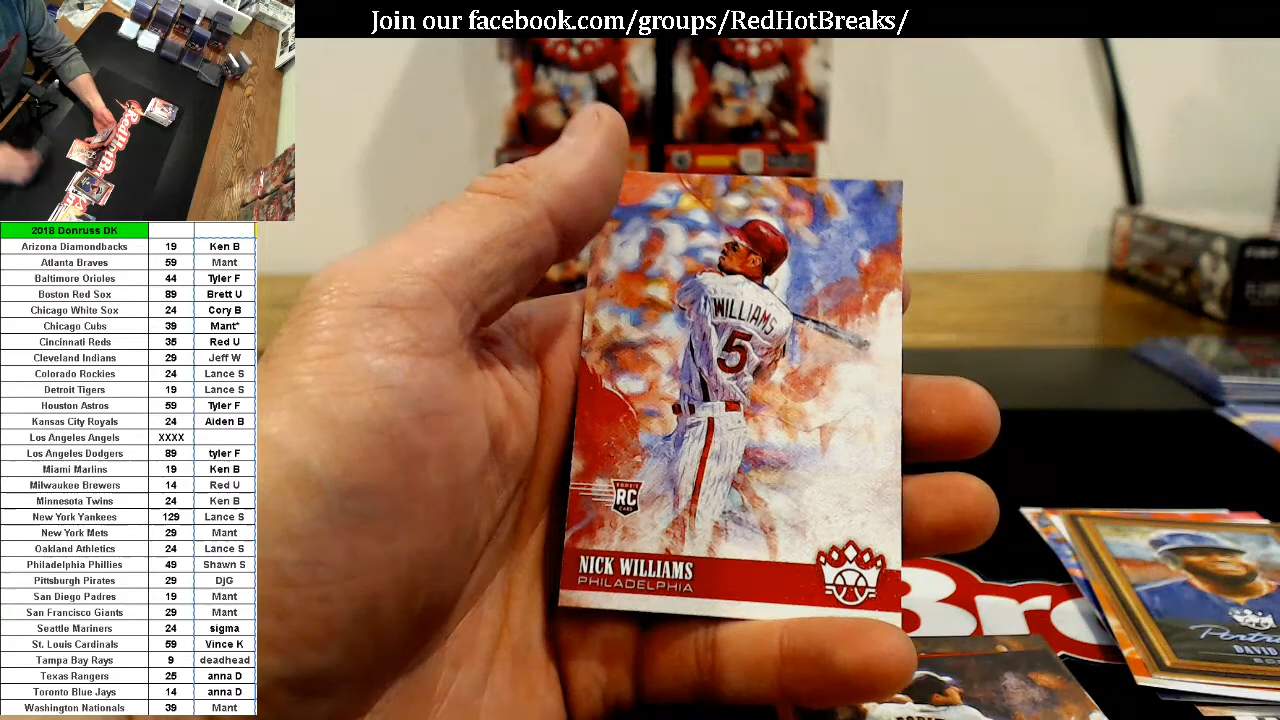 Join our facebook.com/groups/RedHotBreaks/
2018 Donruss DK
Arizona Diamondbacks 19 Ken B
Atlanta Braves 59 Mant
Baltimore Orioles 44 Tyler F
Boston Red Sox 89 Brett U
Chicago White Sox 24 Cory B
Chicago Cubs 39 Mant*
Cincinnati Reds 35 Red U
Cleveland Indians 29 Jeff W
Colorado Rockies 24 Lance S
Detroit Tigers 19 Lance S
Houston Astros 59 Tyler F
Kansas City Royals 24 Aiden B
Los Angeles Angels XXXX
Los Angeles Dodgers 89 tyler F
Miami Marlins 19 Ken B
Milwaukee Brewers 14 Red U
Minnesota Twins 24 Ken B
New York Yankees 129 Lance S
New York Mets 29 Mant
Oakland Athletics 24 Lance S
Philadelphia Phillies 49 Shawn S
Pittsburgh Pirates 29 DjG
San Diego Padres 19 Mant
San Francisco Giants 29 Mant
Seattle Mariners 24 sigma
St. Louis Cardinals 59 Vince K
Tampa Bay Rays 9 deadhead
Texas Rangers 25 anna D
Toronto Blue Jays 14 anna D
Washington Nationals 39 Mant
WILLIAMS
5
ROOKIE
RC
CARD
NICK WILLIAMS
PHILADELPHIA
Bre
DAVID